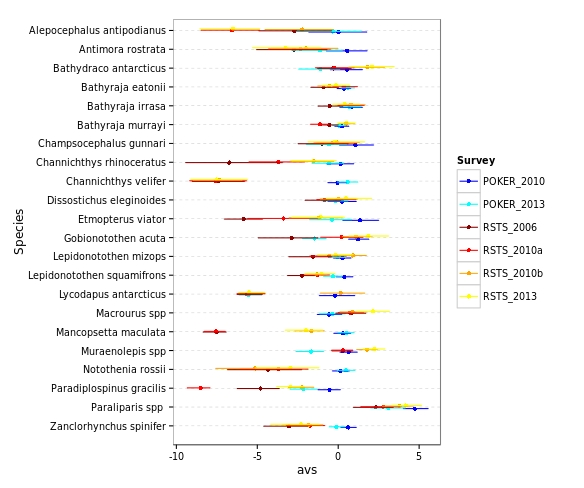 Species
Alepocephalus antipodianus
Antimora rostrata
Bathydraco antarcticus
Bathyraja eatonii
Bathyraja irrasa
Bathyraja murrayi
Champsocephalus gunnari
Channichthys rhinoceratus
Channichthys velifer
Dissostichus eleginoides
Etmopterus viator
Gobionotothen acuta
Lepidonotothen mizops
Lepidonotothen squamifrons
Lycodapus antarcticus
Macrourus spp
Mancopsetta maculata
Muraenolepis spp
Notothenia rossii
Paradiplospinus gracilis
Paraliparis spp
Zanclorhynchus spinifer
-10 -5 0 5
avs
Survey
POKER_2010
POKER_2013
RSTS_2006
RSTS_2010a
RSTS_2010b
RSTS_2013